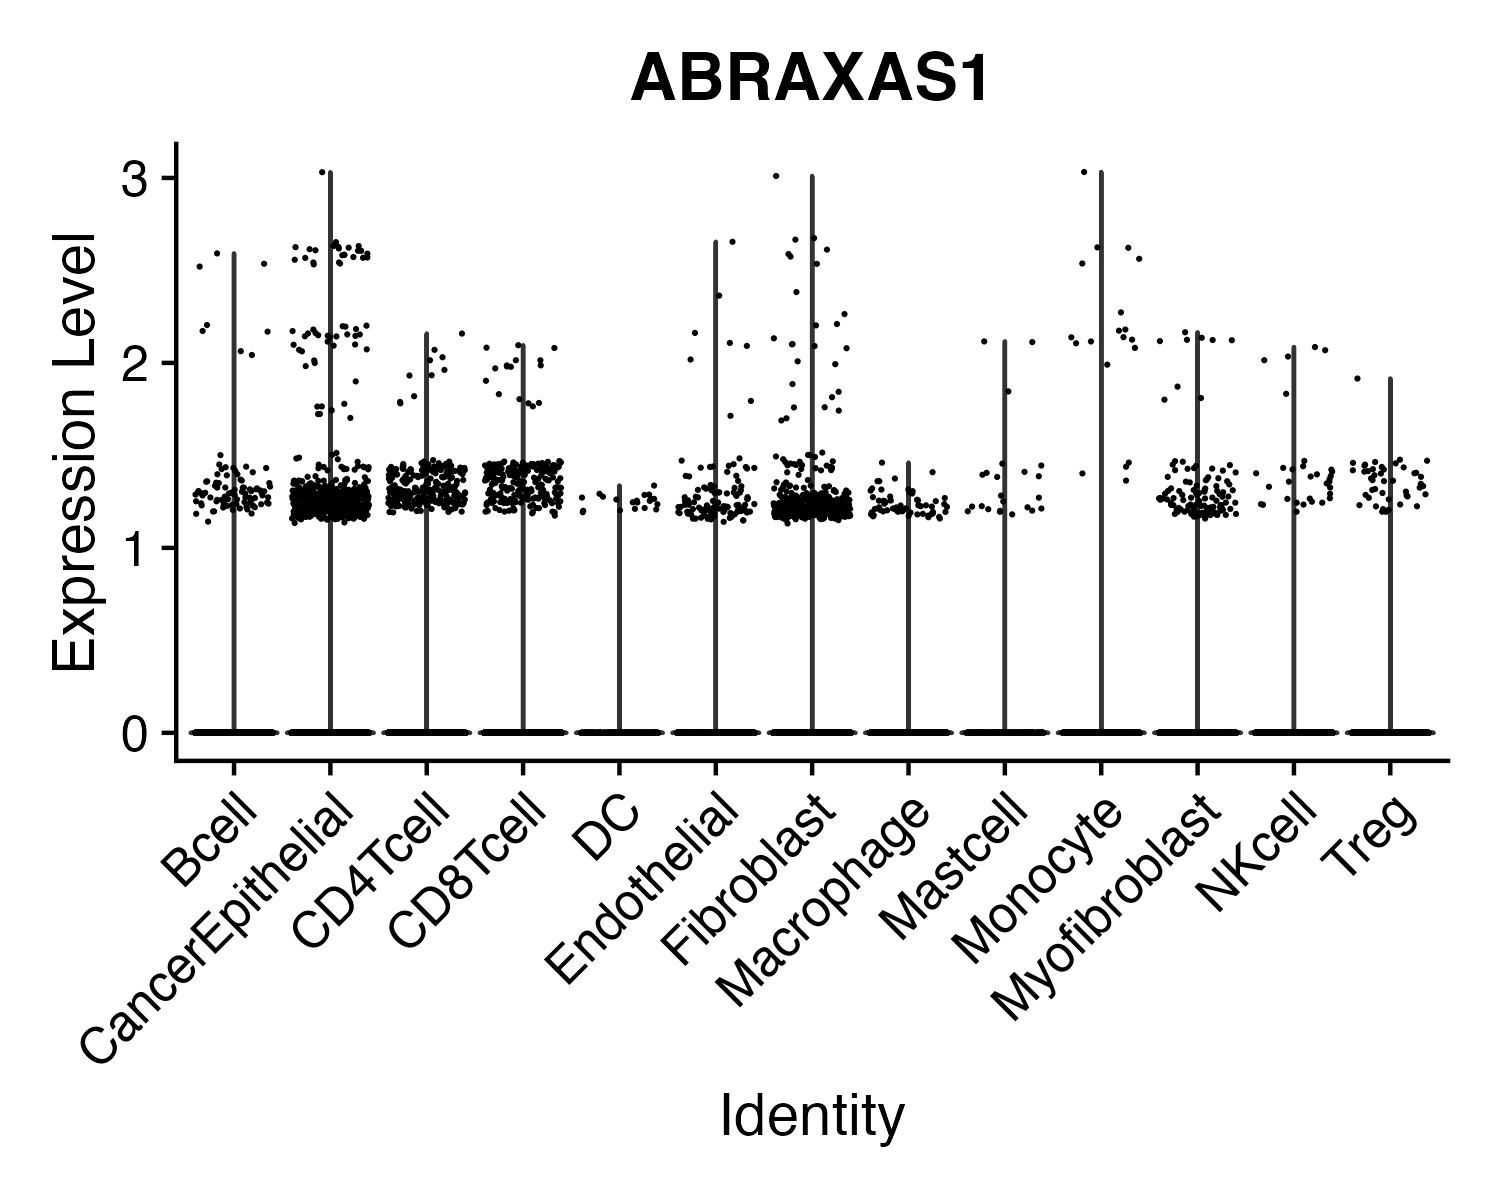 ABRAXAS1
Expression Level
3
2
1
0
Bcell
CancerEpithelial
CD4Tcell
CD8Tcell
DC
Endothelial
Fibroblast
Macrophage
Mastcell
Monocyte
Myofibroblast
NKcell
Treg
Identity